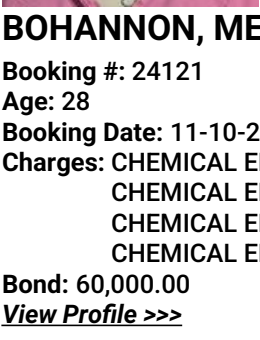 BOHANNON, ME
Booking #: 24121
Age: 28
Booking Date: 11-10-2
Charges: CHEMICAL E
CHEMICAL E
CHEMICAL E
CHEMICAL E
Bond: 60,000.00
View Profile >>>